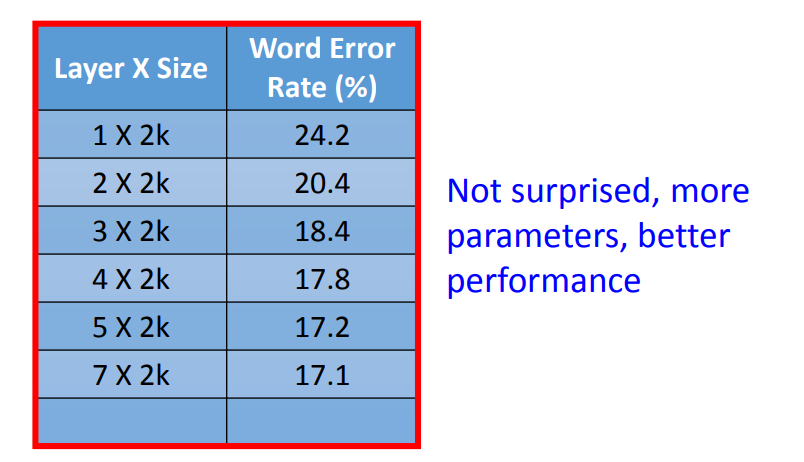 Layer X Size
Word Error
Rate (%)
1 X 2k
24.2
2 X 2k
20.4
3 X 2k
18.4
4 X 2k
17.8
5 X 2k
17.2
7 X 2k
17.1
Not surprised, more
parameters, better
performance